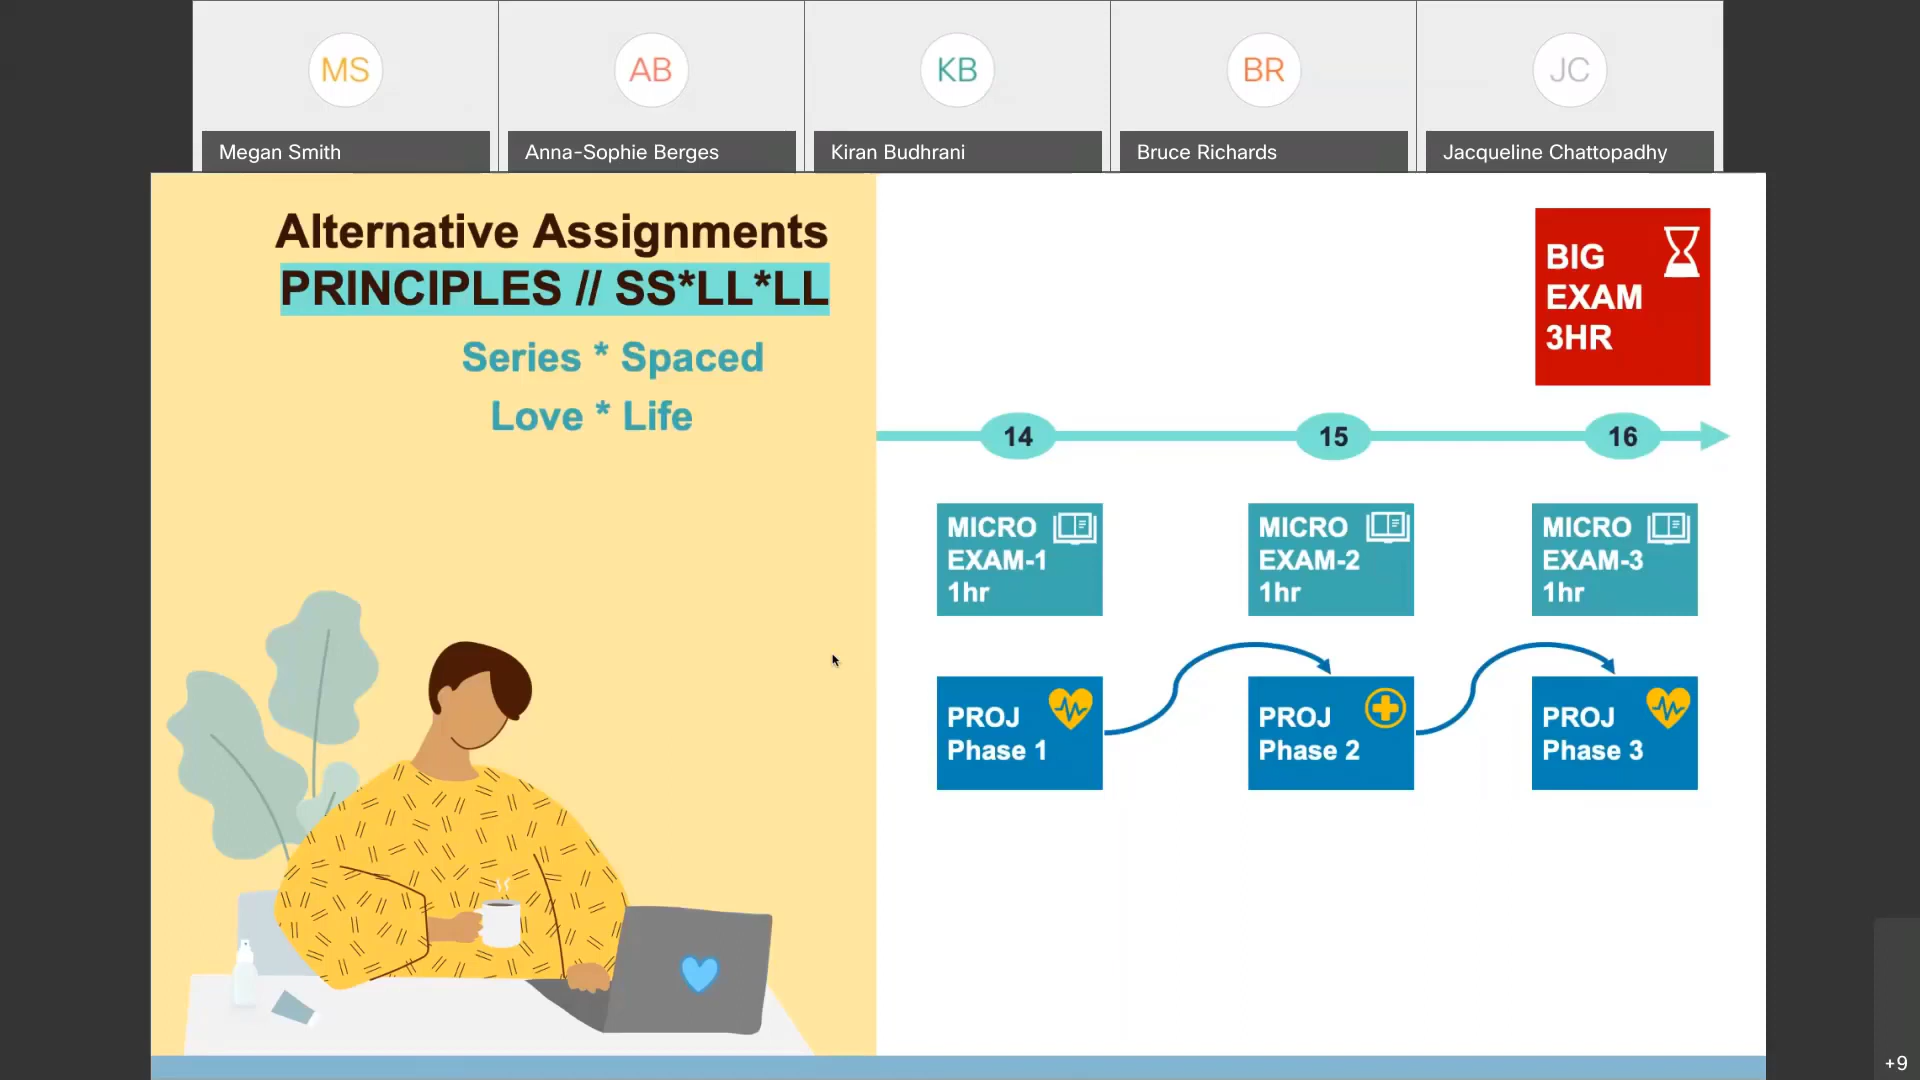 MS
AB
KB
BR
JC
Megan Smith
Anna-Sophie Berges
Kiran Budhrani
Bruce Richards
Jacqueline Chattopadhy
Alternative Assignments
PRINCIPLES // SS*LL*LL
Series * Spaced
Love * Life
BIG
EXAM
3HR
14
15
16
MICRO
EXAM-1
1hr
MICRO
EXAM-2
1hr
MICRO
EXAM-3
1hr
PROJ
Phase 1
PROJ
Phase 2
PROJ
Phase 3
+9